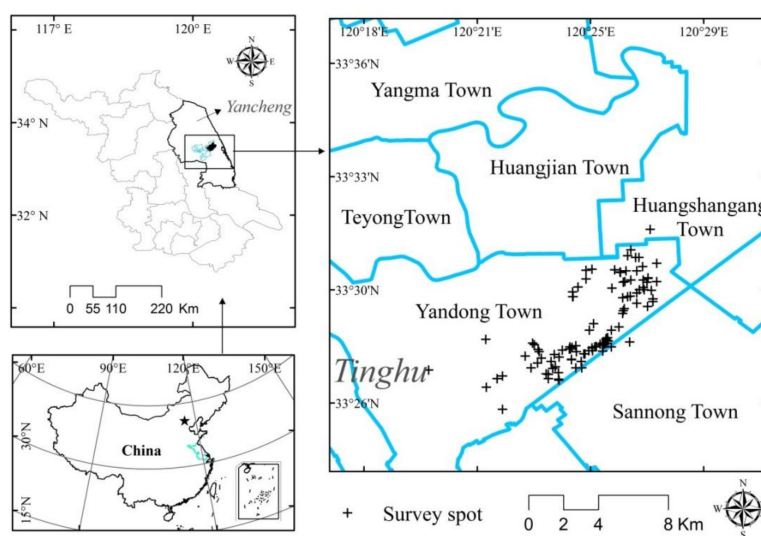 117° E
120° E
N
W E
S
Yancheng
34°N
32°N
0 55 110 220 Km
60°E
90°E
120°E
150°E
30°N
15°N
China
120°18'E
120°21'E
120°25'E
120°29'E
33°36'N
33°33'N
33°30'N
33°26'N
Yangma Town
Huangjian Town
TeyongTown
Huangshangang
Town
Yandong Town
Tinghu
Sannong Town
+ Survey spot
0 2 4 8 Km
N
W E
S